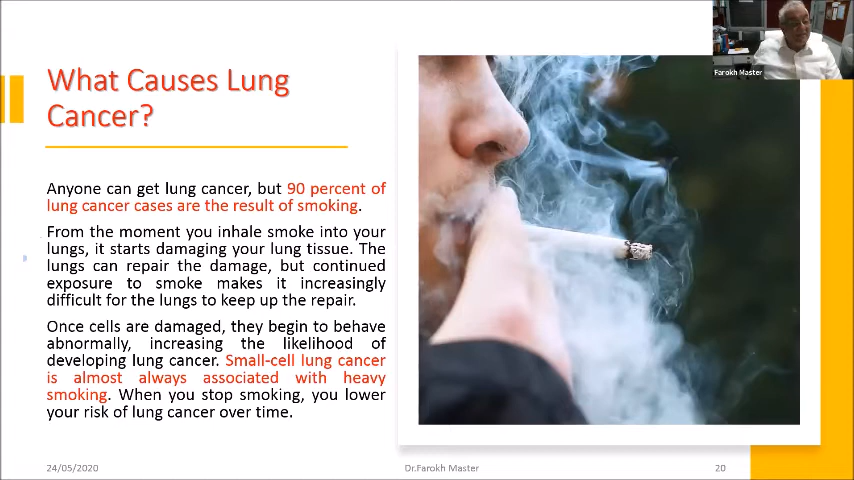 Farokh Master
What Causes Lung
Cancer?
Anyone can get lung cancer, but 90 percent of
lung cancer cases are the result of smoking.
From the moment you inhale smoke into your
lungs, it starts damaging your lung tissue. The
lungs can repair the damage, but continued
exposure to smoke makes it increasingly
difficult for the lungs to keep up the repair.
Once cells are damaged, they begin to behave
abnormally, increasing the likelihood of
developing lung cancer. Small-cell lung cancer
is almost always associated with heavy
smoking. When you stop smoking, you lower
your risk of lung cancer over time.
24/05/2020
Dr.Farokh Master
20